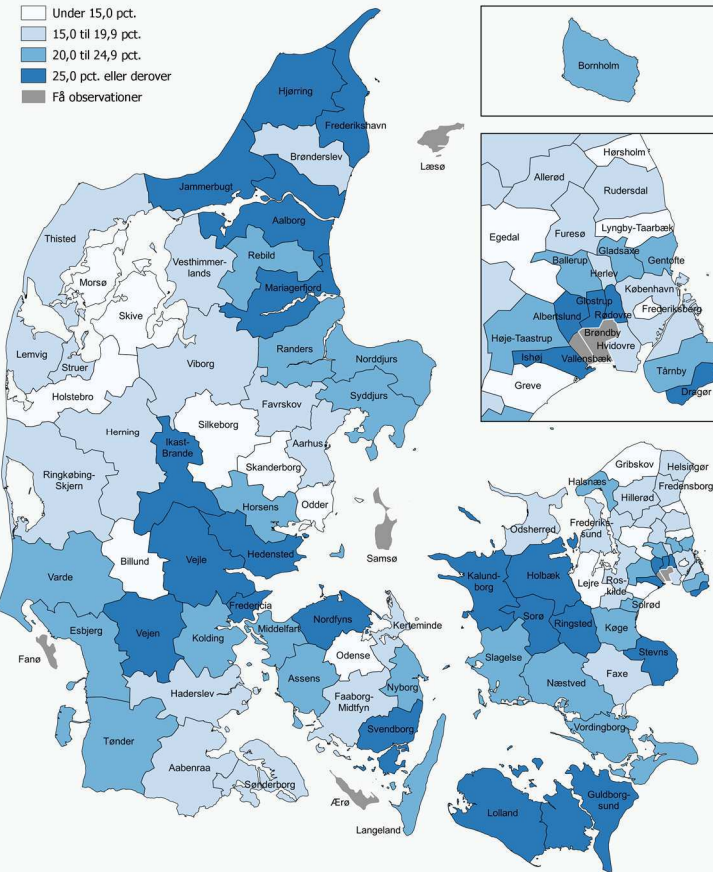 Under 15,0 pct.
15,0 til 19,9 pct.
20,0 til 24,9 pct.
25,0 pct. eller derover
Få observationer
Bornholm
Hjørring
Frederikshavn
Brønderslev
Læsø
Jammerbugt
Aalborg
Thisted
Vesthimmer-
lands
Rebild
Morsø
Mariagerfjord
Skive
Lemvig
Struer
Viborg
Randers
Norddjurs
Holstebro
Syddjurs
Favrskov
Silkeborg
Herning
Ikast-
Brande
Aarhus
Skanderborg
Ringkøbing-
Skjern
Horsens
Odder
Billund
Vejle
Hedensted
Samsø
Varde
Fredericia
Esbjerg
Vejen
Kolding
Middelfart
Nordfyns
Kerteminde
Fanø
Odense
Assens
Nyborg
Haderslev
Faaborg-
Midtfyn
Svendborg
Tønder
Aabenraa
Sønderborg
Ærø
Langeland
Hørsholm
Allerød
Rudersdal
Egedal
Furesø
Lyngby-Taarbæk
Gladsaxe
Ballerup
Gentofte
Herlev
København
Glostrup
Rødovre
Frederiksberg
Albertslund
Brøndby
Høje-Taastrup
Hvidovre
Ishøj
Vallensbæk
Tårnby
Greve
Dragør
Gribskov
Helsingør
Halsnæs
Fredensborg
Hillerød
Odsherred
Frederiks-
sund
Kalund-
borg
Holbæk
Lejre
Ros-
kilde
Solrød
Sorø
Ringsted
Køge
Stevns
Slagelse
Faxe
Næstved
Vordingborg
Guldborg-
sund
Lolland